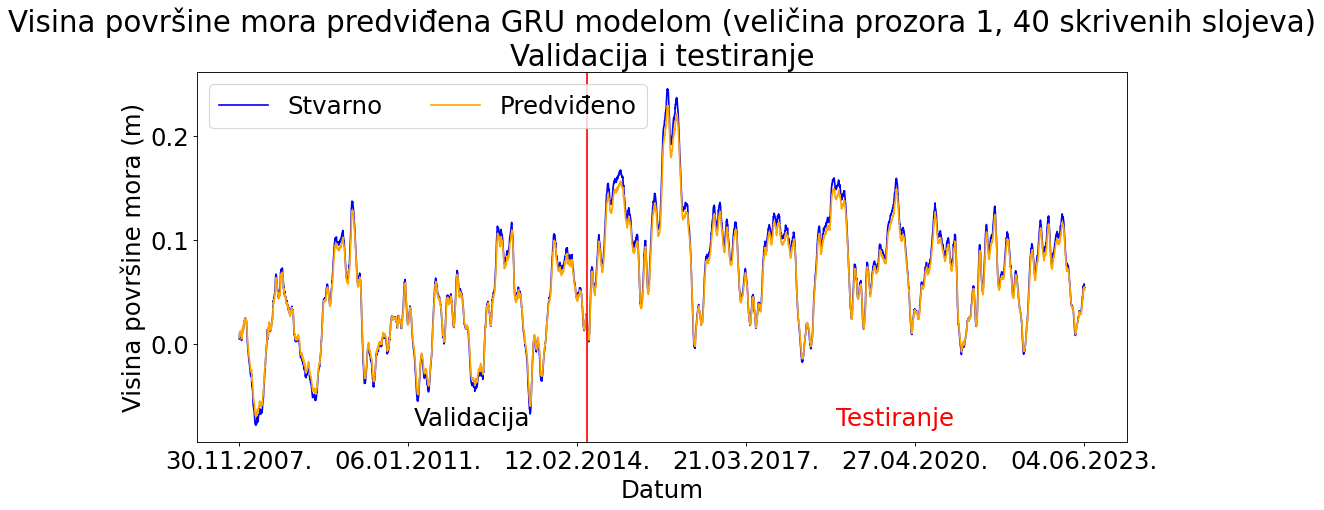 Visina površine mora predviđena GRU modelom (veličina prozora 1, 40 skrivenih slojeva)
Validacija i testiranje
Stvarno
Predviđeno
Visina površine mora (m)
0.2
0.1
0.0
Validacija
Testiranje
30.11.2007.
06.01.2011.
12.02.2014.
21.03.2017.
27.04.2020.
04.06.2023.
Datum